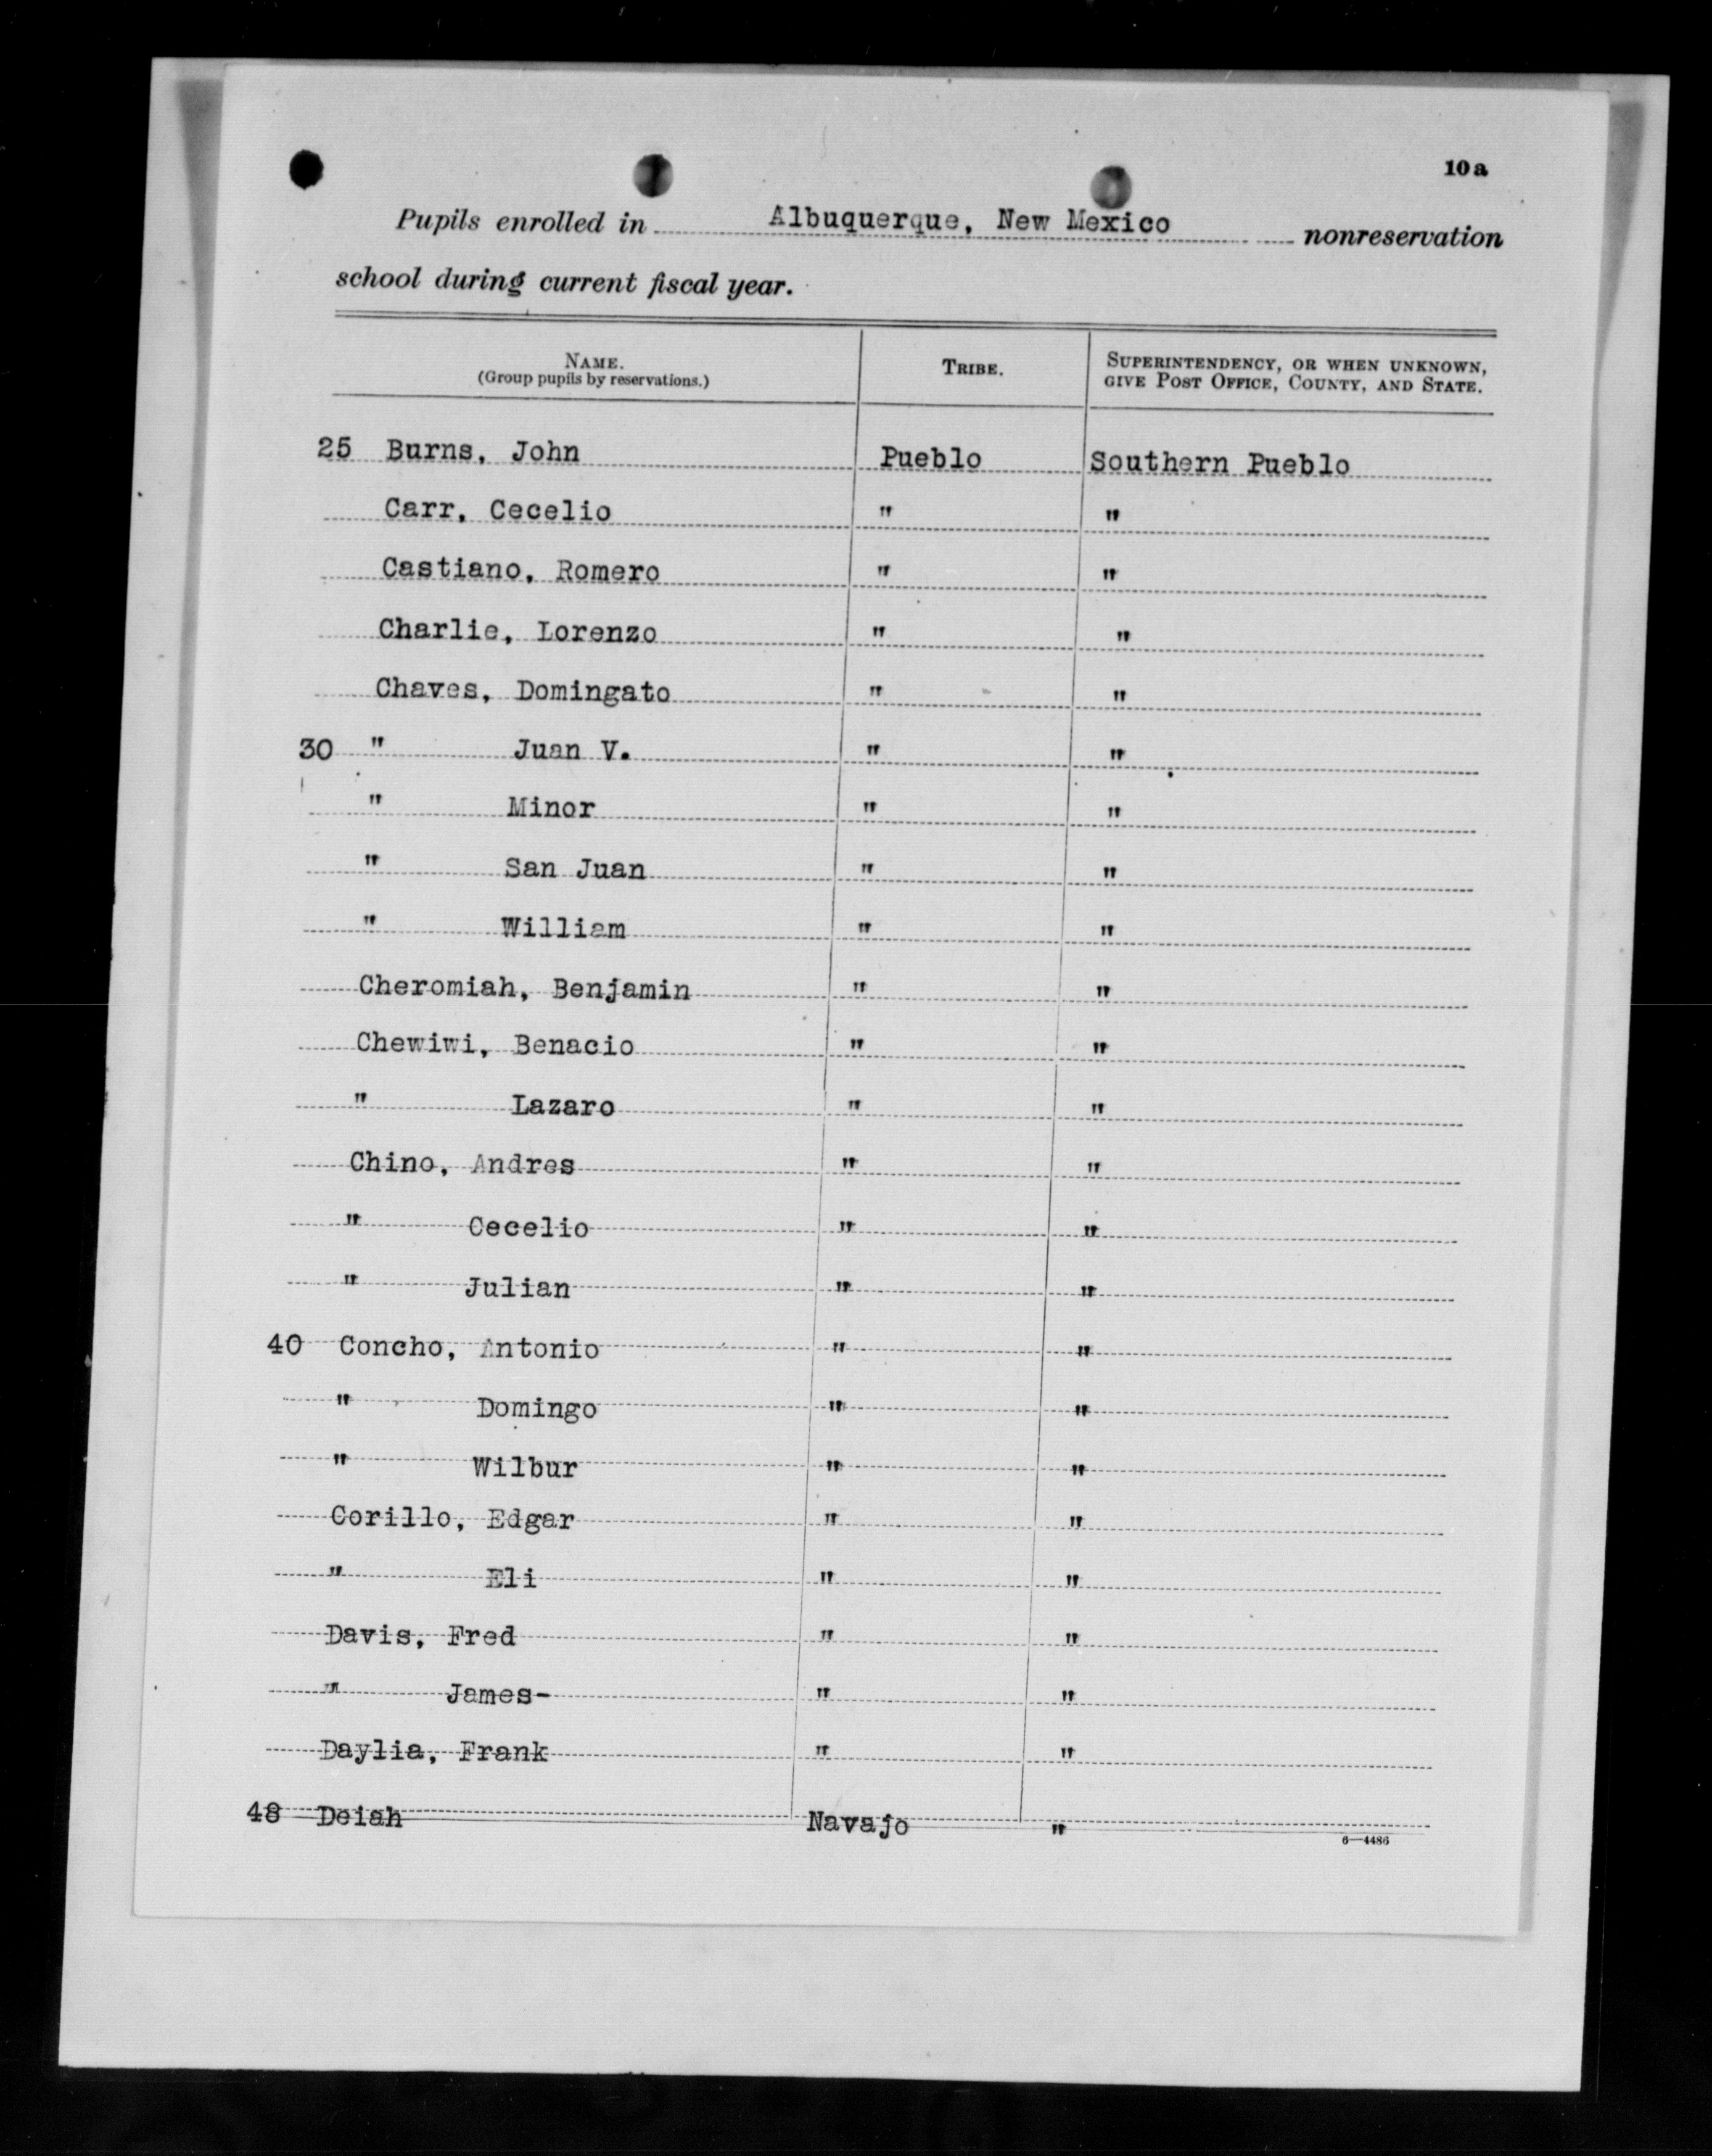 10a
Pupils enrolled in Albuquerque, New Mexico nonreservation
school during current fiscal year.
NAME. TRIBE. SUPERINTENDENCY, OR WHEN UNKNOWN,
(Group pupils by reservations.) GIVE POST OFFICE, COUNTY, AND STATE.
25 Burns, John Pueblo Southern Pueblo
Carr, Cecelio " "
Castiano, Romero " "
Charlie, Lorenzo " "
Chaves, Domingato " "
30 " Juan V. " "
" Minor " "
" San Juan " "
" William " "
Cheromiah, Benjamin " "
Chewiwi, Benacio " "
" Lazaro " "
Chino, Andres " "
" Cecelio " "
" Julian " "
40 Concho, Antonio " "
" Domingo " "
" Wilbur " "
Corillo, Edgar " "
" Eli " "
Davis, Fred " "
" James- " "
Daylia, Frank " "
48 Deiah Navajo "
6—4486